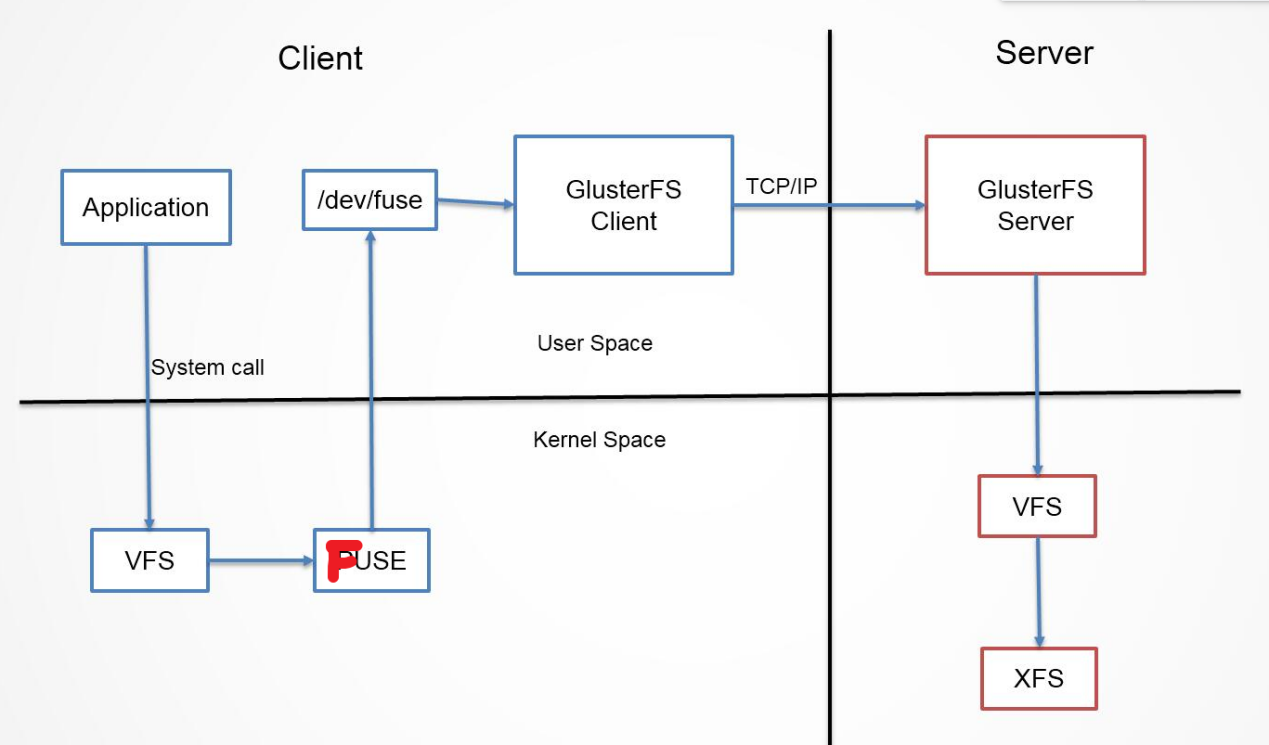 Client
Server
Application
/dev/fuse
GlusterFS
Client
TCP/IP
GlusterFS
Server
System call
User Space
Kernel Space
VFS
FUSE
VFS
XFS